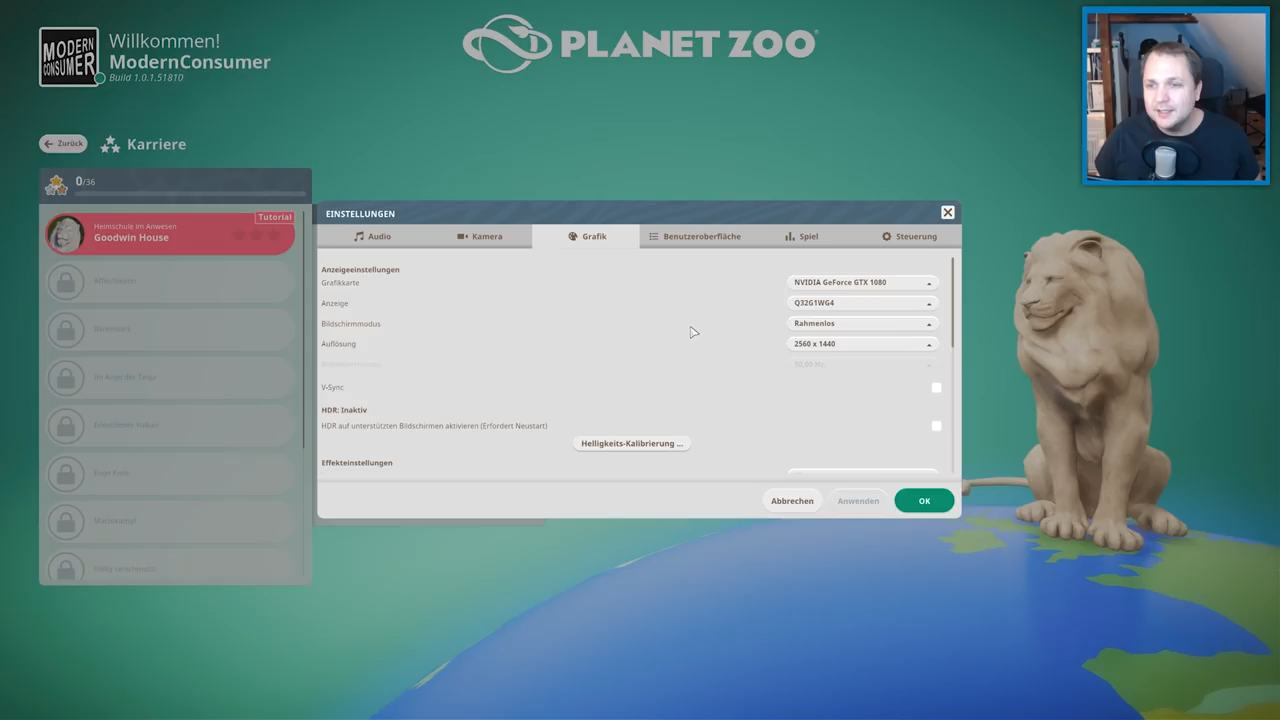 MODERN
CONSUMER
Willkommen!
ModernConsumer
Build 1.0.1.51810
PLANET ZOO
Zurück
Karriere
0/36
Tutorial
Heimschule im Anwesen
Goodwin House
EINSTELLUNGEN
Audio
Kamera
Grafik
Benutzeroberfläche
Spiel
Steuerung
Anzeigeeinstellungen
Grafikkarte
NVIDIA GeForce GTX 1080
Anzeige
Q32G1WG4
Bildschirmmodus
Rahmenlos
Auflösung
2560 x 1440
V-Sync
HDR: Inaktiv
HDR auf unterstützten Bildschirmen aktivieren (Erfordert Neustart)
Helligkeits-Kalibrierung ...
Effekteinstellungen
Abbrechen
Anwenden
OK